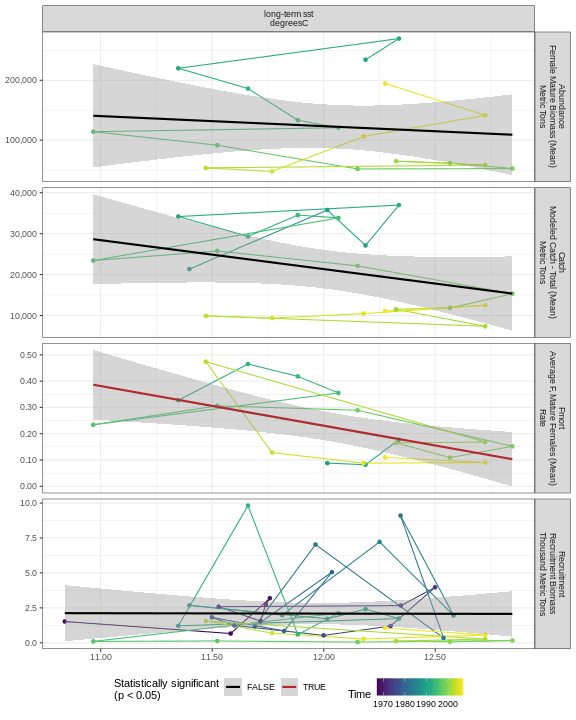 long-term sst
degreesC
200,000
100,000
Abundance
Female Mature Biomass (Mean)
Metric Tons
40,000
30,000
20,000
10,000
Catch
Modeled Catch - Total (Mean)
Metric Tons
0.50
0.40
0.30
0.20
0.10
0.00
Fmort
Average F, Mature Females (Mean)
Rate
10.0
7.5
5.0
2.5
0.0
Recruitment
Recruitment Biomass
Thousand Metric Tons
11.00 11.50 12.00 12.50
Statistically significant
(p < 0.05)
FALSE TRUE
Time
1970 1980 1990 2000